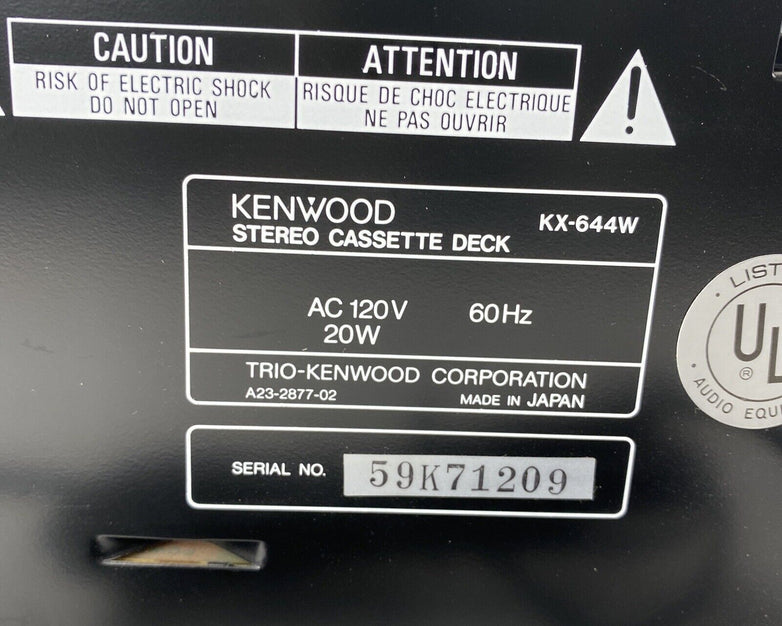 CAUTION
RISK OF ELECTRIC SHOCK
DO NOT OPEN
ATTENTION
RISQUE DE CHOC ELECTRIQUE
NE PAS OUVRIR
!
KENWOOD
STEREO CASSETTE DECK
KX-644W
AC 120V 60Hz
20W
TRIO-KENWOOD CORPORATION
A23-2877-02 MADE IN JAPAN
SERIAL NO. 59K71209
UL
®
AUDIO